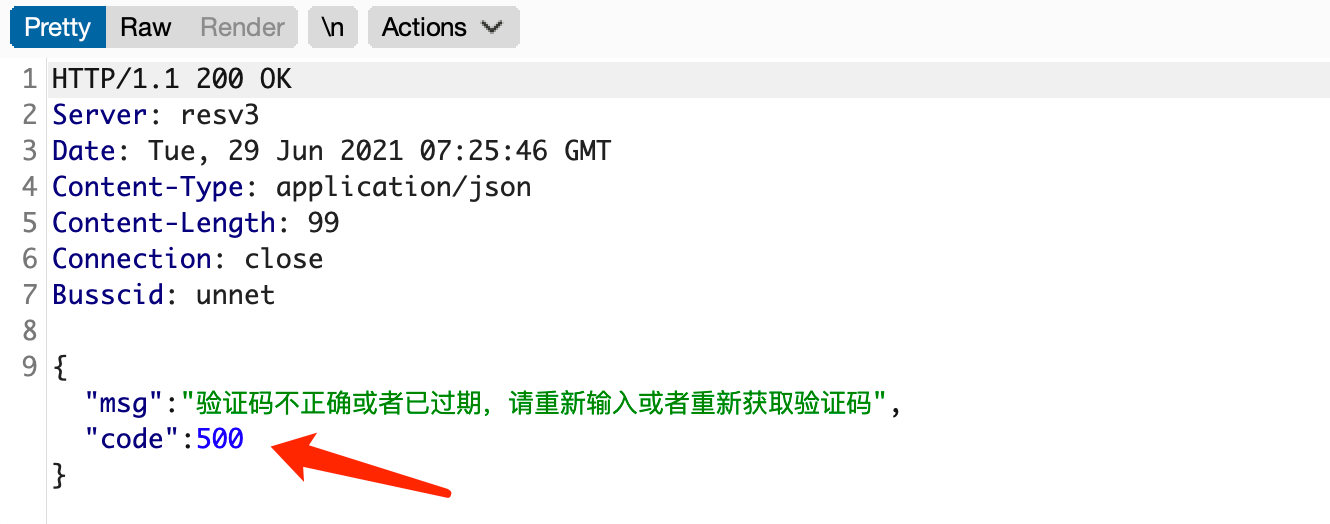 Pretty Raw Render \n Actions
1 HTTP/1.1 200 OK
2 Server: resv3
3 Date: Tue, 29 Jun 2021 07:25:46 GMT
4 Content-Type: application/json
5 Content-Length: 99
6 Connection: close
7 Busscid: unnet
8
9 {
"msg":"验证码不正确或者已过期，请重新输入或者重新获取验证码",
"code":500
}